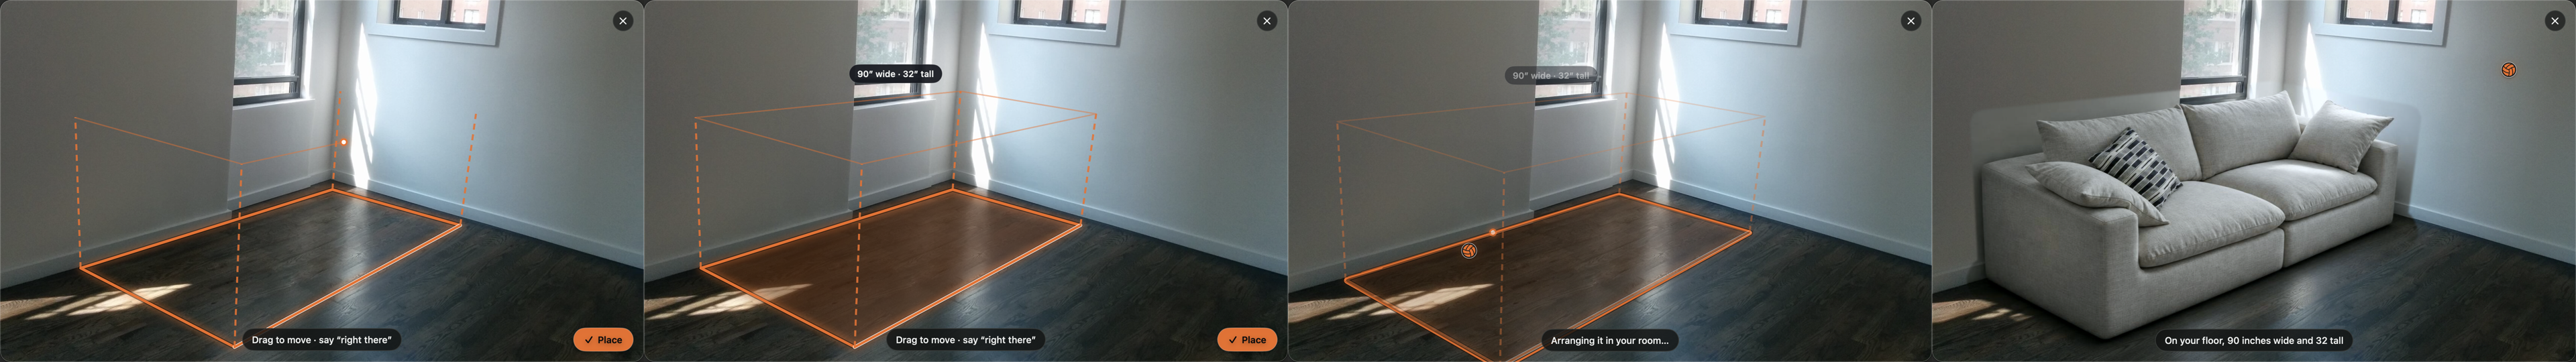 Drag to move · say “right there”
✓ Place
90” wide · 32” tall
Drag to move · say “right there”
✓ Place
90” wide · 32” tall
Arranging it in your room...
On your floor, 90 inches wide and 32 tall